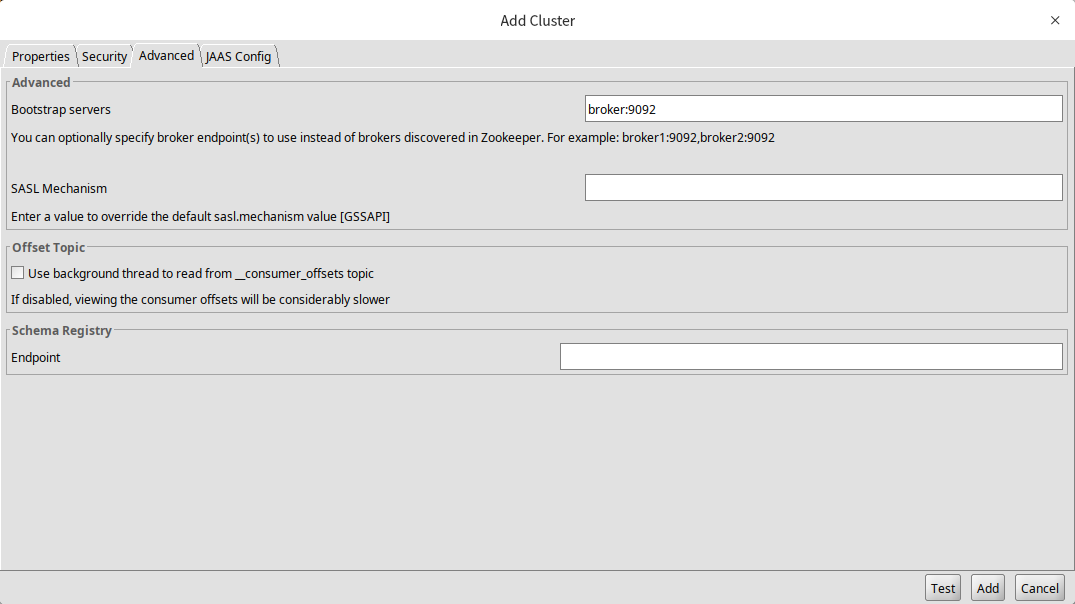 Add Cluster
Properties Security Advanced JAAS Config
Advanced
Bootstrap servers broker:9092
You can optionally specify broker endpoint(s) to use instead of brokers discovered in Zookeeper. For example: broker1:9092,broker2:9092
SASL Mechanism
Enter a value to override the default sasl.mechanism value [GSSAPI]
Offset Topic
Use background thread to read from __consumer_offsets topic
If disabled, viewing the consumer offsets will be considerably slower
Schema Registry
Endpoint
Test Add Cancel